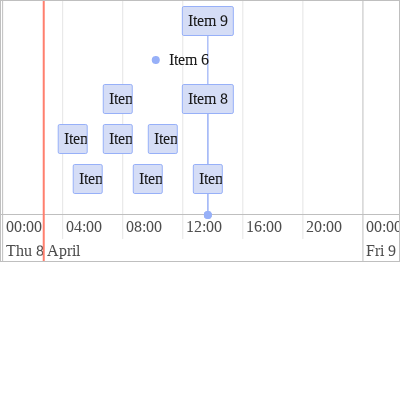 Item 9
Item 6
Iten Item 8
Iten Iten Iten
Iten Iten Iten
00:00 04:00 08:00 12:00 16:00 20:00 00:00
Thu 8 April Fri 9